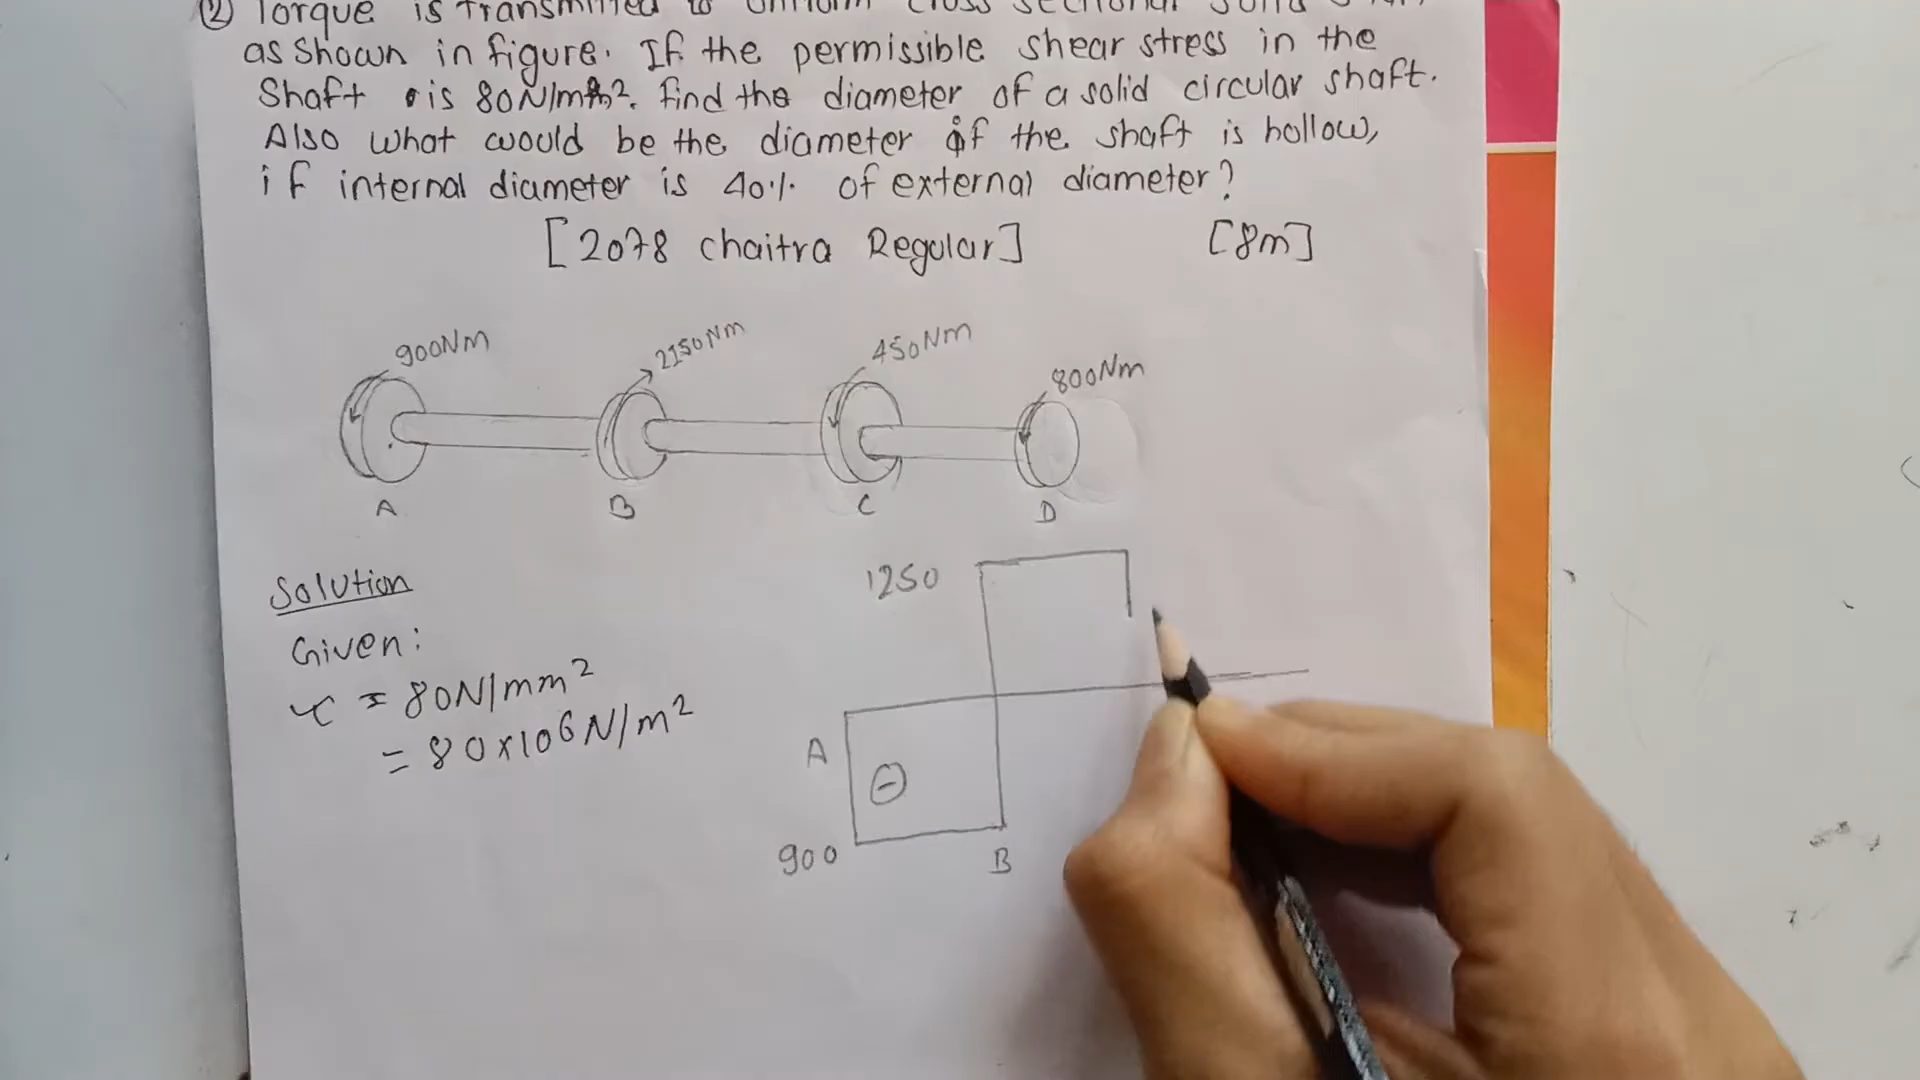 ② Torque is transmitted to uniform cross sectional solid
as shown in figure. If the permissible shear stress in the
Shaft is 80N/mm². find the diameter of a solid circular shaft.
Also what would be the diameter if the shaft is hollow,
if internal diameter is 40% of external diameter?
[2078 chaitra Regular] [8m]
900Nm 2150Nm 450Nm 800Nm
A B C D
Solution
Given:
τ = 80N/mm²
= 80×10⁶N/m²
1250
A
⊖
900
B